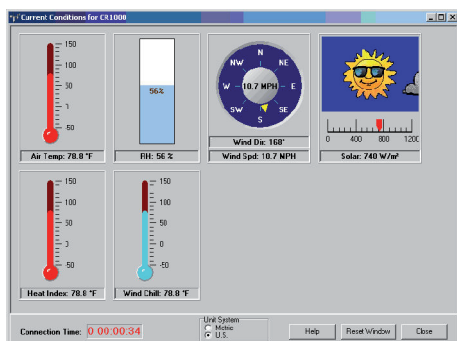 Current Conditions for CR1000
150
100
50
-50
Air Temp: 78.8 °F
56%
RH: 56 %
N
NW NE
W 10.7 MPH E
SW SE
S
Wind Dir: 168°
Wind Spd: 10.7 MPH
0 400 800 1200
Solar: 740 W/m²
150
100
50
-50
Heat Index: 78.8 °F
150
100
50
0
-50
Wind Chill: 78.8 °F
Connection Time: 0 00:00:34
Unit System
Metric
U.S.
Help Reset Window Close